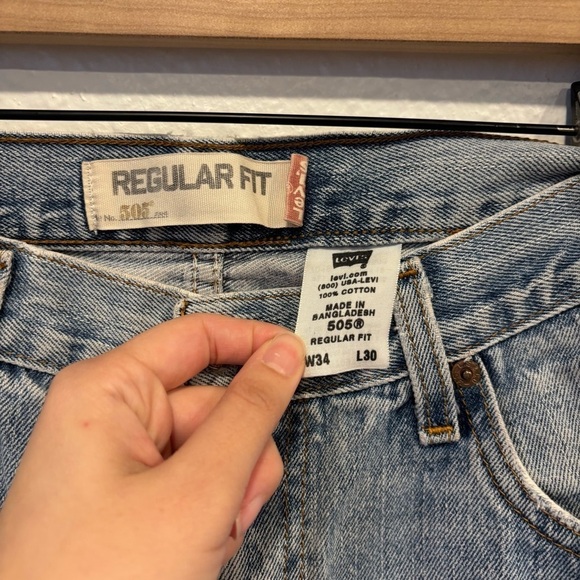 REGULAR FIT
No. 505
LEVI'S
LEVI'S
levi.com
(800) USA-LEVI
100% COTTON
MADE IN
BANGLADESH
505®
REGULAR FIT
W34 L30